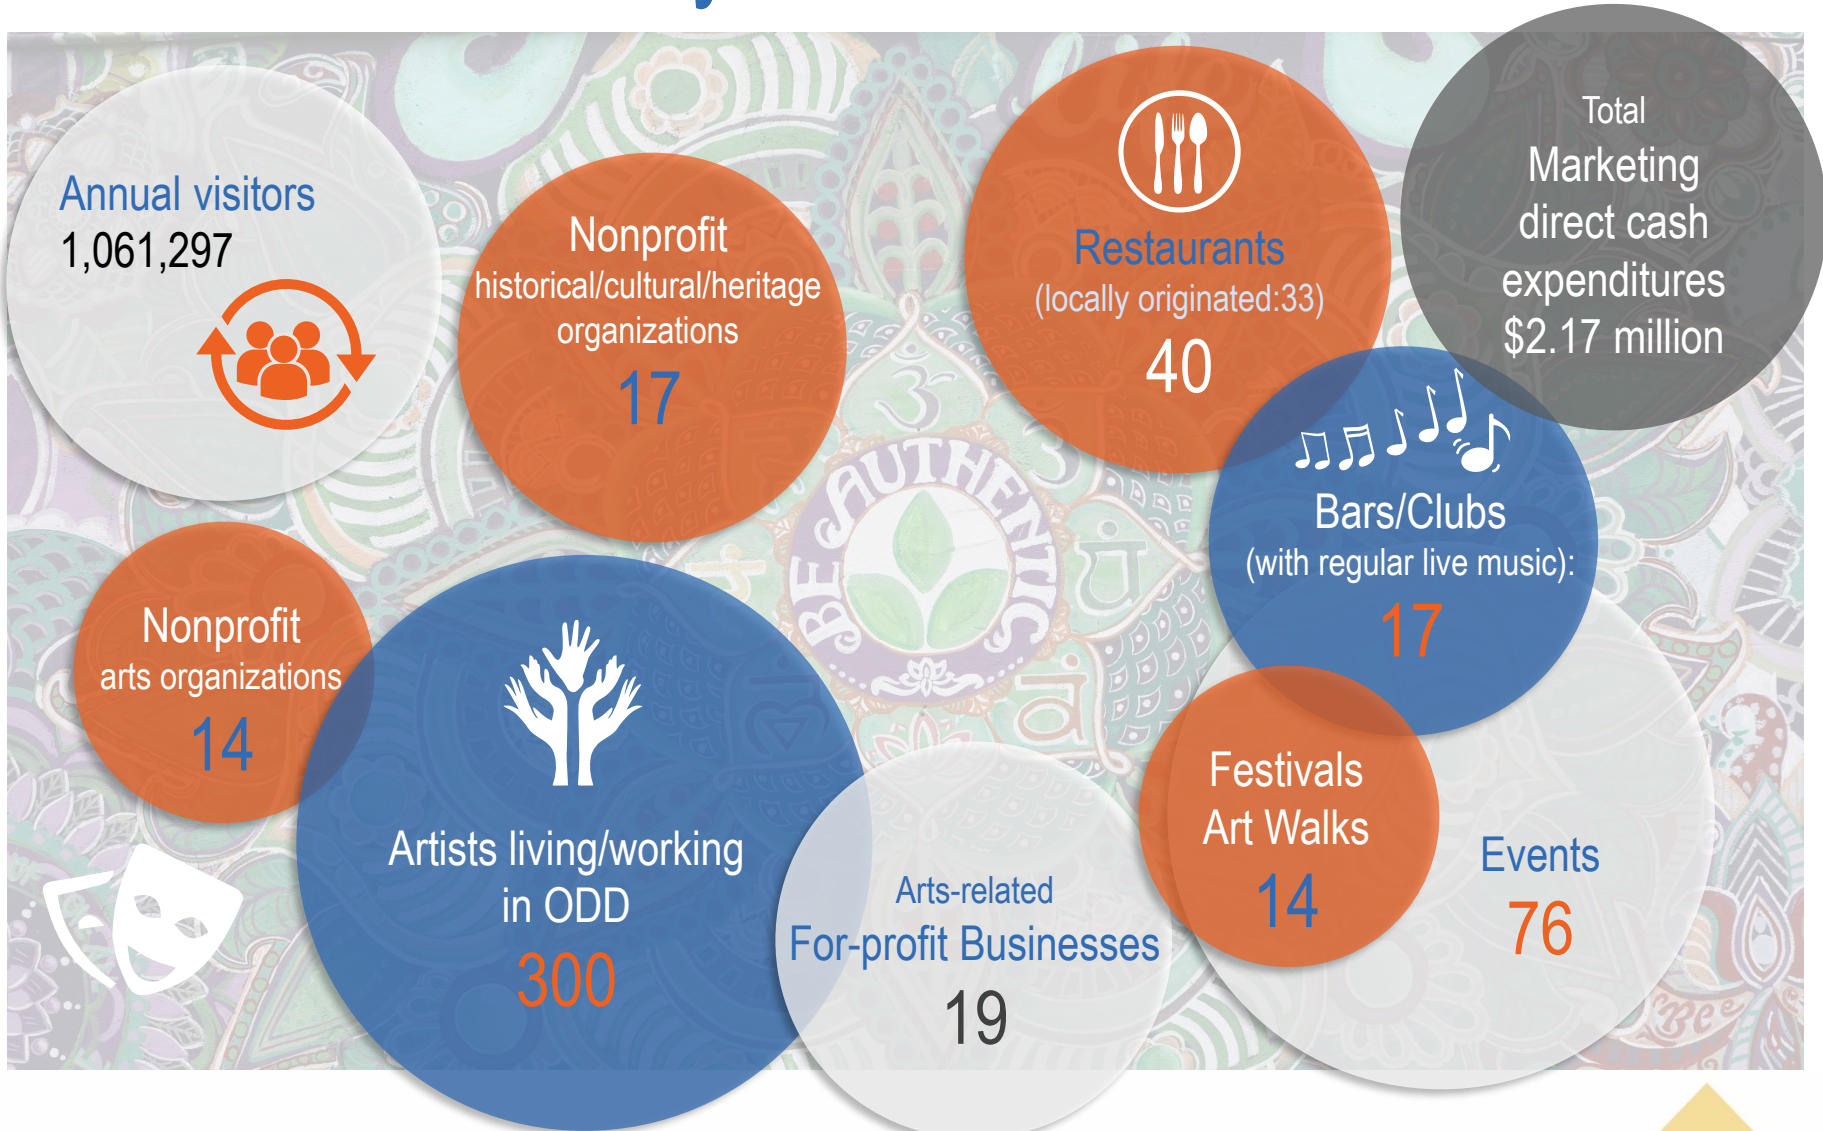 Annual visitors
1,061,297
Nonprofit
historical/cultural/heritage
organizations
17
Restaurants
(locally originated:33)
40
Total
Marketing
direct cash
expenditures
$2.17 million
Bars/Clubs
(with regular live music):
17
Nonprofit
arts organizations
14
Artists living/working
in ODD
300
Arts-related
For-profit Businesses
19
Festivals
Art Walks
14
Events
76
BE AUTHENTIC